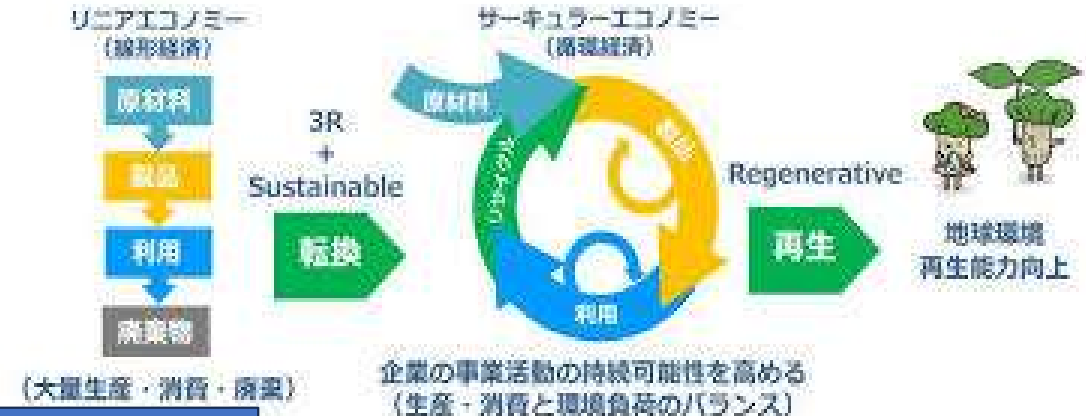 リニアエコノミー
(線形経済)
原材料
製品
利用
廃棄物
(大量生産・消費・廃棄)
3R
+
Sustainable
転換
サーキュラーエコノミー
(循環経済)
原材料
製品
利用
リサイクル
企業の事業活動の持続可能性を高める
(生産・消費と環境負荷のバランス)
Regenerative
再生
地球環境
再生能力向上